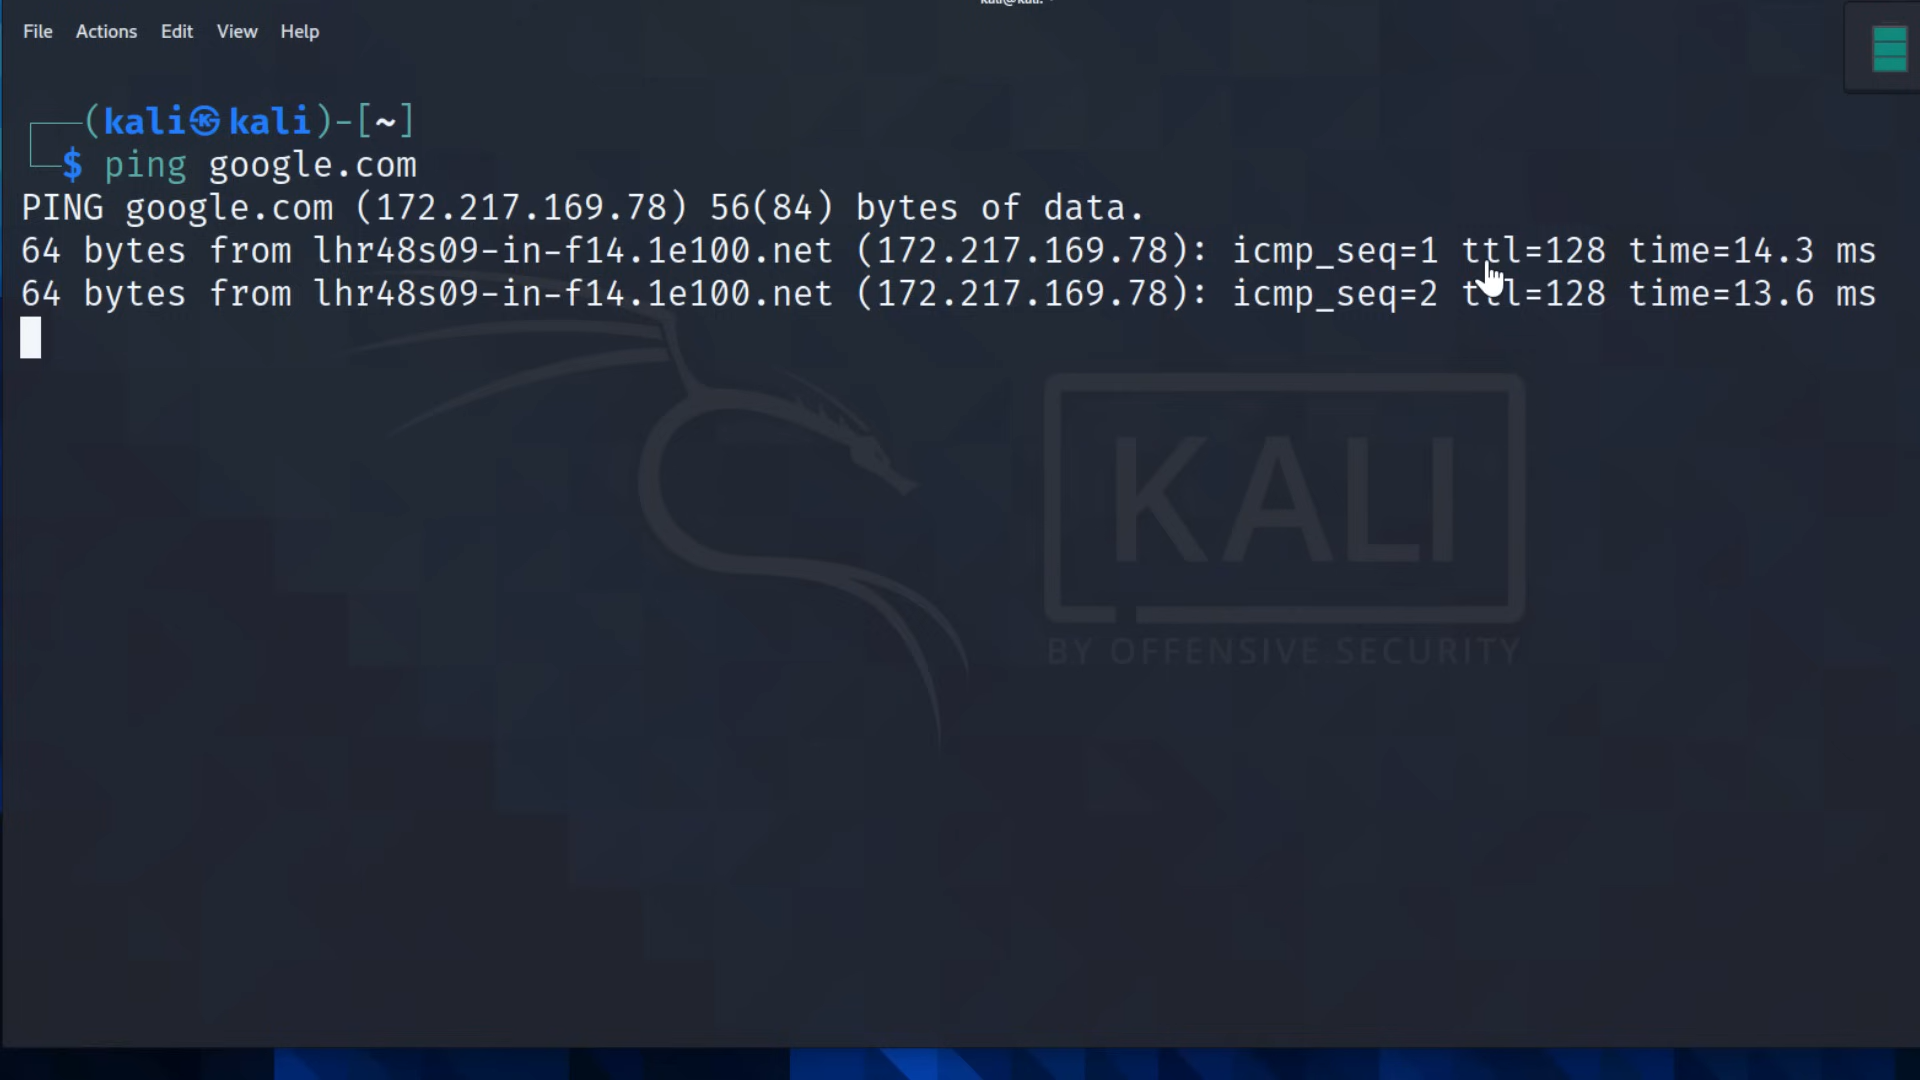 File Actions Edit View Help
(kali㉿kali)-[~]
$ ping google.com
PING google.com (172.217.169.78) 56(84) bytes of data.
64 bytes from lhr48s09-in-f14.1e100.net (172.217.169.78): icmp_seq=1 ttl=128 time=14.3 ms
64 bytes from lhr48s09-in-f14.1e100.net (172.217.169.78): icmp_seq=2 ttl=128 time=13.6 ms
KALI
BY OFFENSIVE SECURITY